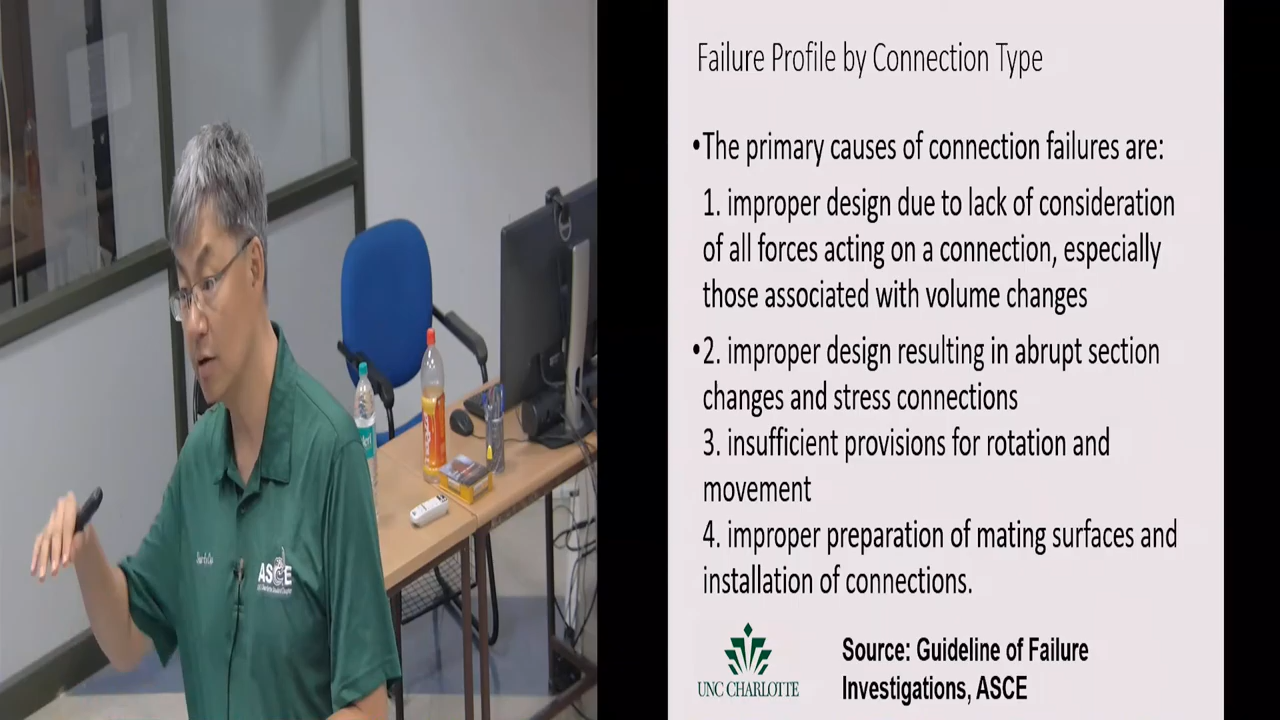 Failure Profile by Connection Type
•The primary causes of connection failures are:
1. improper design due to lack of consideration
of all forces acting on a connection, especially
those associated with volume changes
•2. improper design resulting in abrupt section
changes and stress connections
3. insufficient provisions for rotation and
movement
4. improper preparation of mating surfaces and
installation of connections.
UNC CHARLOTTE
Source: Guideline of Failure
Investigations, ASCE
ASCE